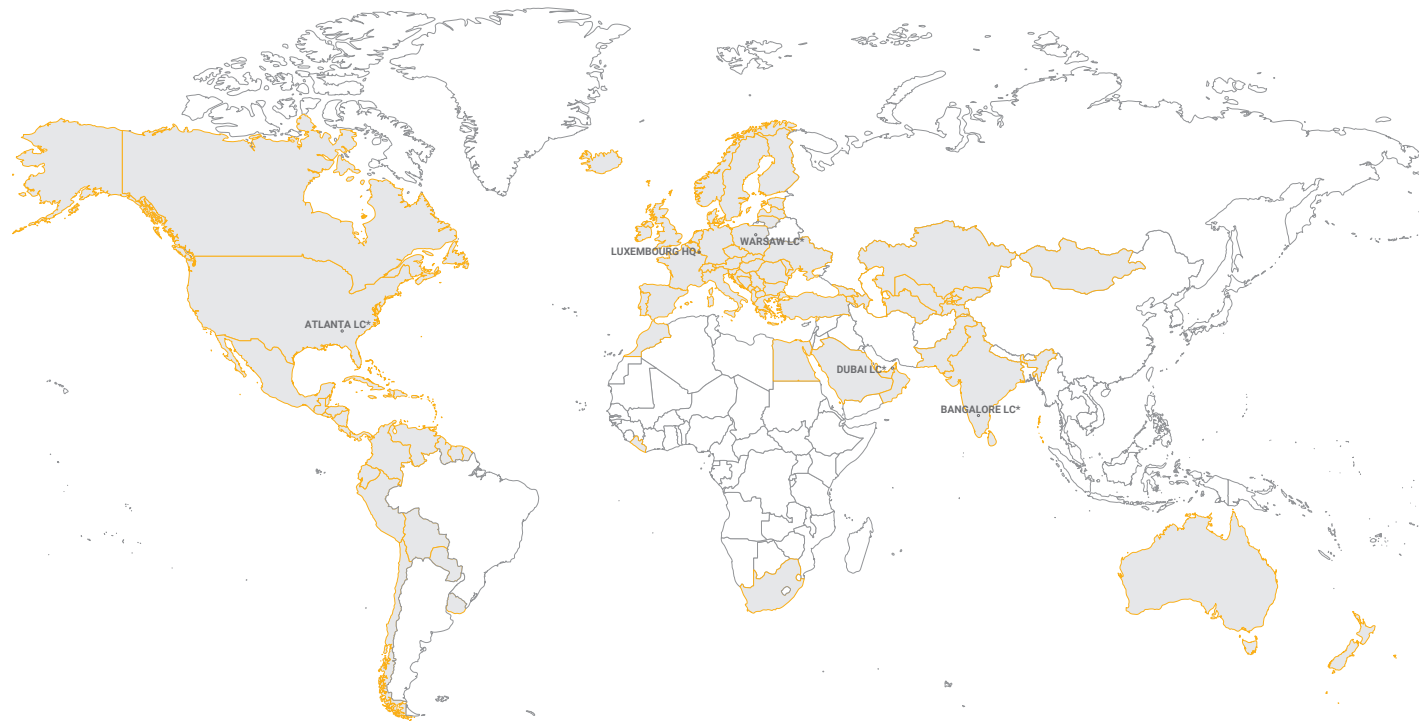 WARSAW LC*
LUXEMBOURG HQ
ATLANTA LC*
DUBAI LC*
BANGALORE LC*